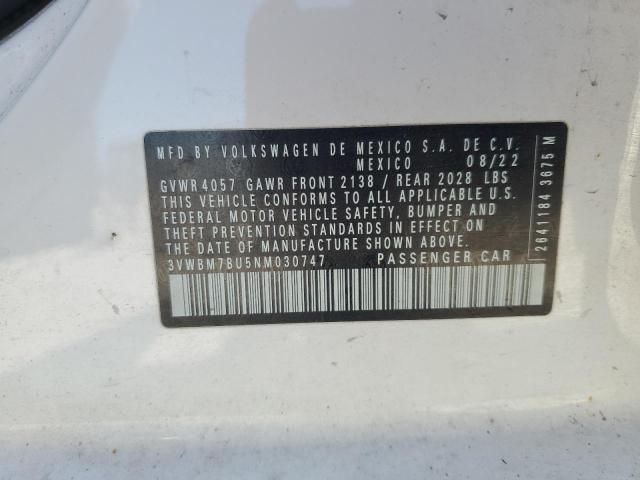 MFD BY VOLKSWAGEN DE MEXICO S.A. DE C.V.
MEXICO 08/22
GVWR 4057 GAWR FRONT 2138 / REAR 2028 LBS
THIS VEHICLE CONFORMS TO ALL APPLICABLE U.S.
FEDERAL MOTOR VEHICLE SAFETY, BUMPER AND
THEFT PREVENTION STANDARDS IN EFFECT ON
THE DATE OF MANUFACTURE SHOWN ABOVE
3VWBM7BU5NM030747 PASSENGER CAR
2641184 3675 M